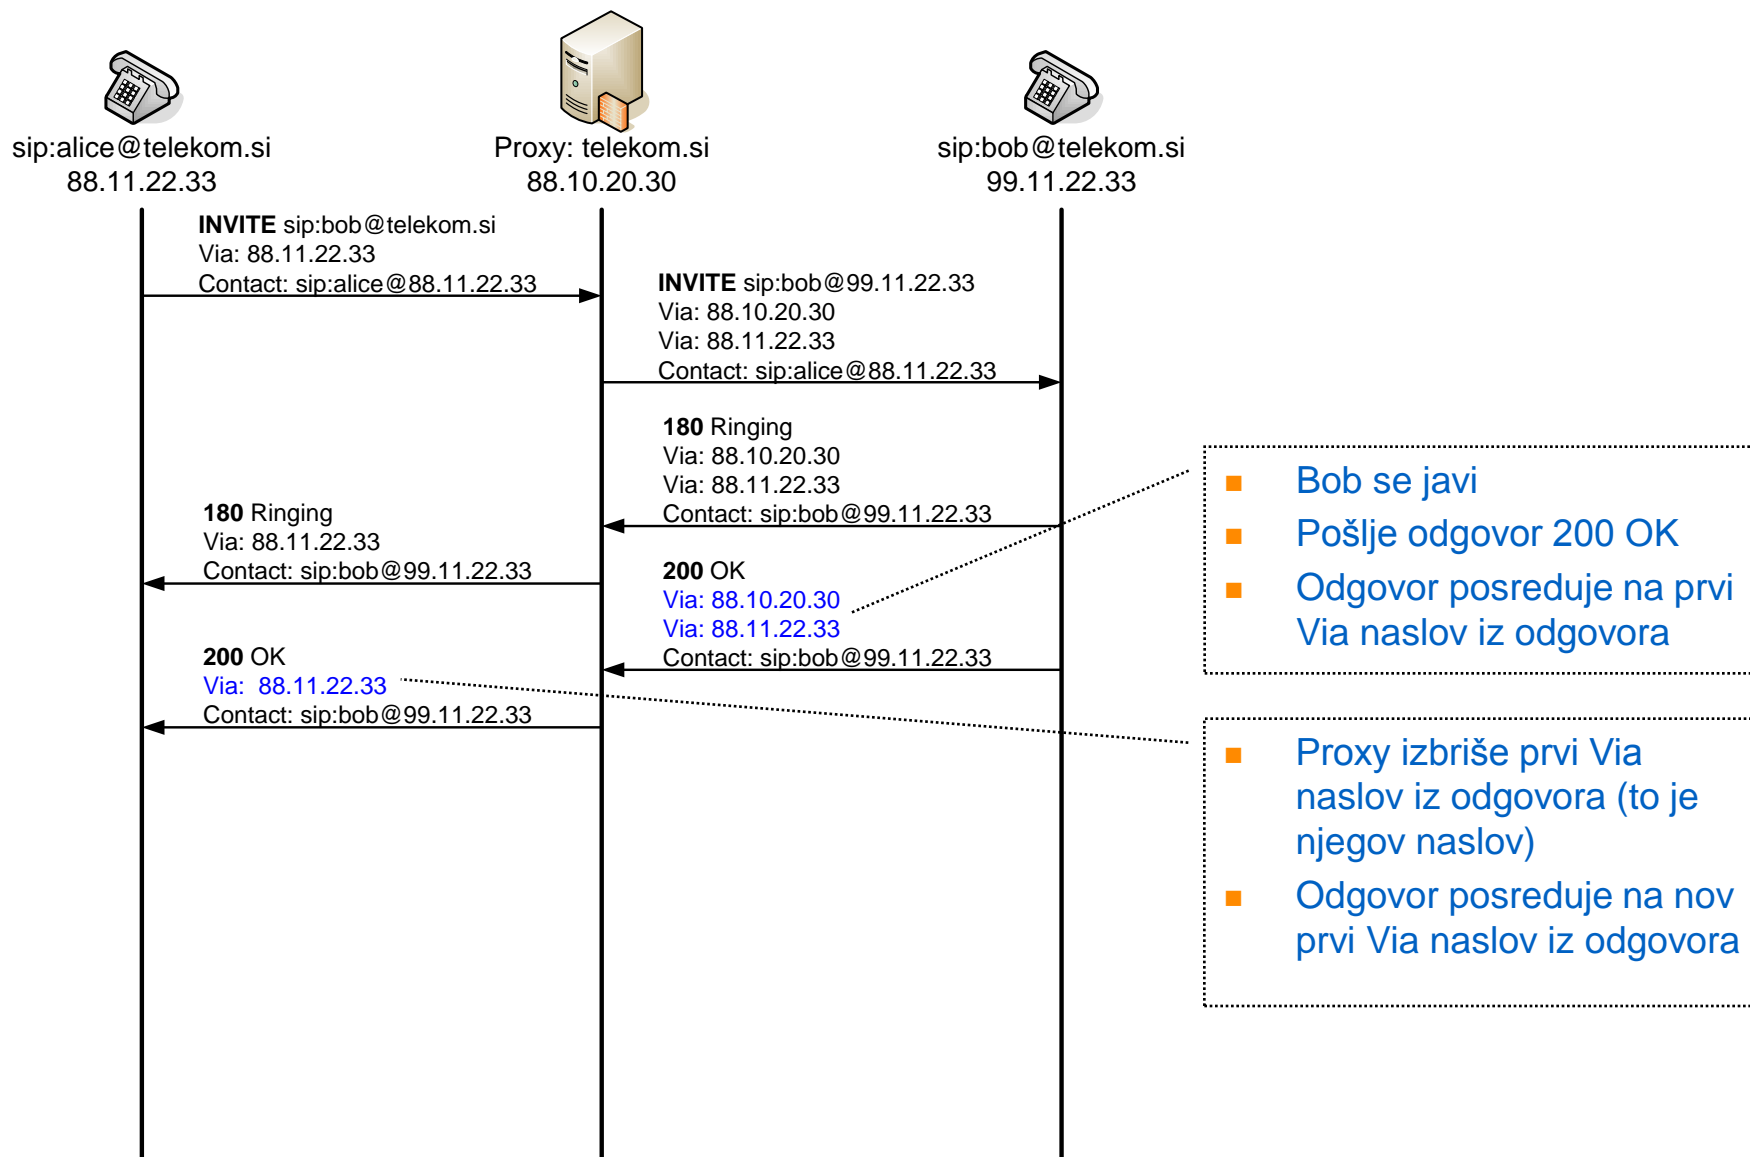 sip:alice@telekom.si
88.11.22.33
Proxy: telekom.si
88.10.20.30
sip:bob@telekom.si
99.11.22.33
INVITE sip:bob@telekom.si
Via: 88.11.22.33
Contact: sip:alice@88.11.22.33
INVITE sip:bob@99.11.22.33
Via: 88.10.20.30
Via: 88.11.22.33
Contact: sip:alice@88.11.22.33
180 Ringing
Via: 88.10.20.30
Via: 88.11.22.33
Contact: sip:bob@99.11.22.33
180 Ringing
Via: 88.11.22.33
Contact: sip:bob@99.11.22.33
200 OK
Via: 88.10.20.30
Via: 88.11.22.33
Contact: sip:bob@99.11.22.33
200 OK
Via: 88.11.22.33
Contact: sip:bob@99.11.22.33
Bob se javi
Pošlje odgovor 200 OK
Odgovor posreduje na prvi
Via naslov iz odgovora
Proxy izbriše prvi Via
naslov iz odgovora (to je
njegov naslov)
Odgovor posreduje na nov
prvi Via naslov iz odgovora